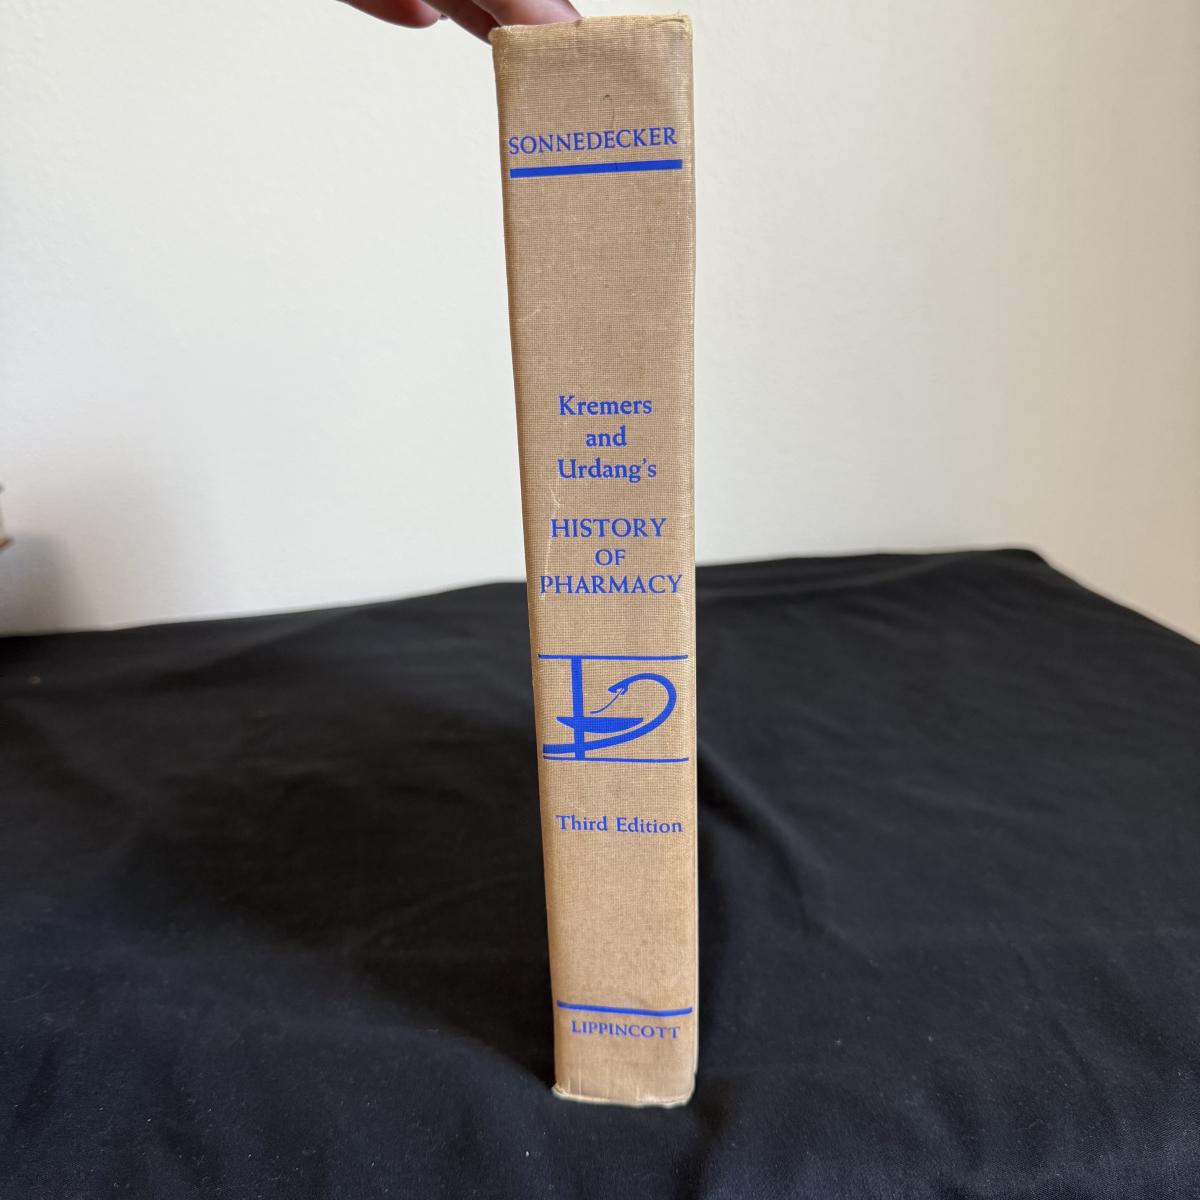 SONNEDECKER
Kremers
and
Urdang's
HISTORY
OF
PHARMACY
Third Edition
LIPPINCOTT